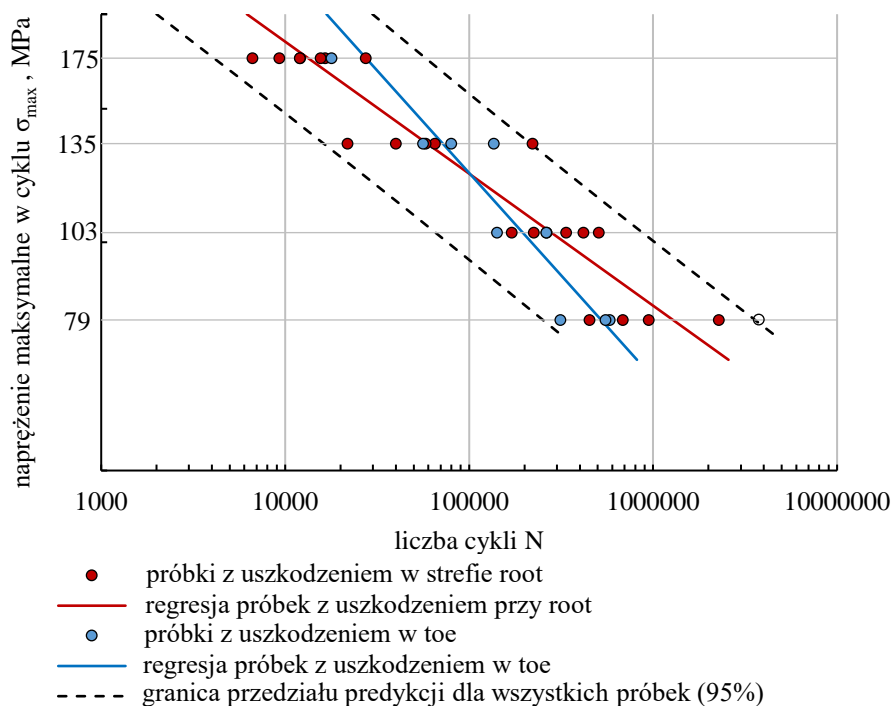 naprężenie maksymalne w cyklu σmax , MPa
175
135
103
79
1000
10000
100000
1000000
10000000
liczba cykli N
próbki z uszkodzeniem w strefie root
regresja próbek z uszkodzeniem przy root
próbki z uszkodzeniem w toe
regresja próbek z uszkodzeniem w toe
granica przedziału predykcji dla wszystkich próbek (95%)